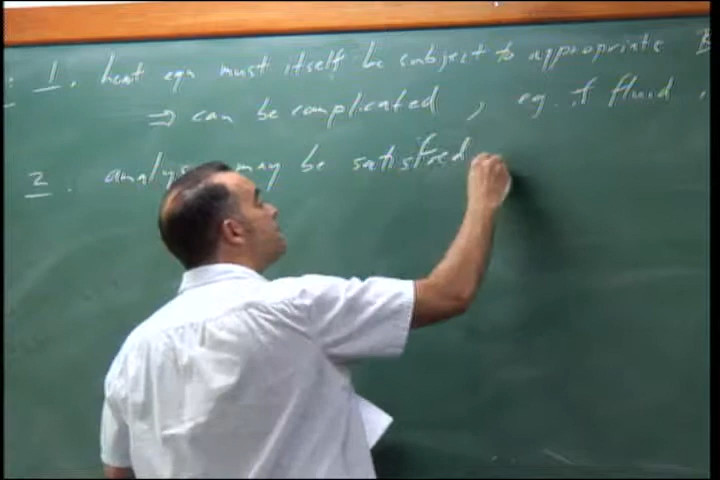 : 1. heat eqn must itself be subject to appropriate B
⇒ can be complicated, eg. if fluid .
2. analysis may be satisfied